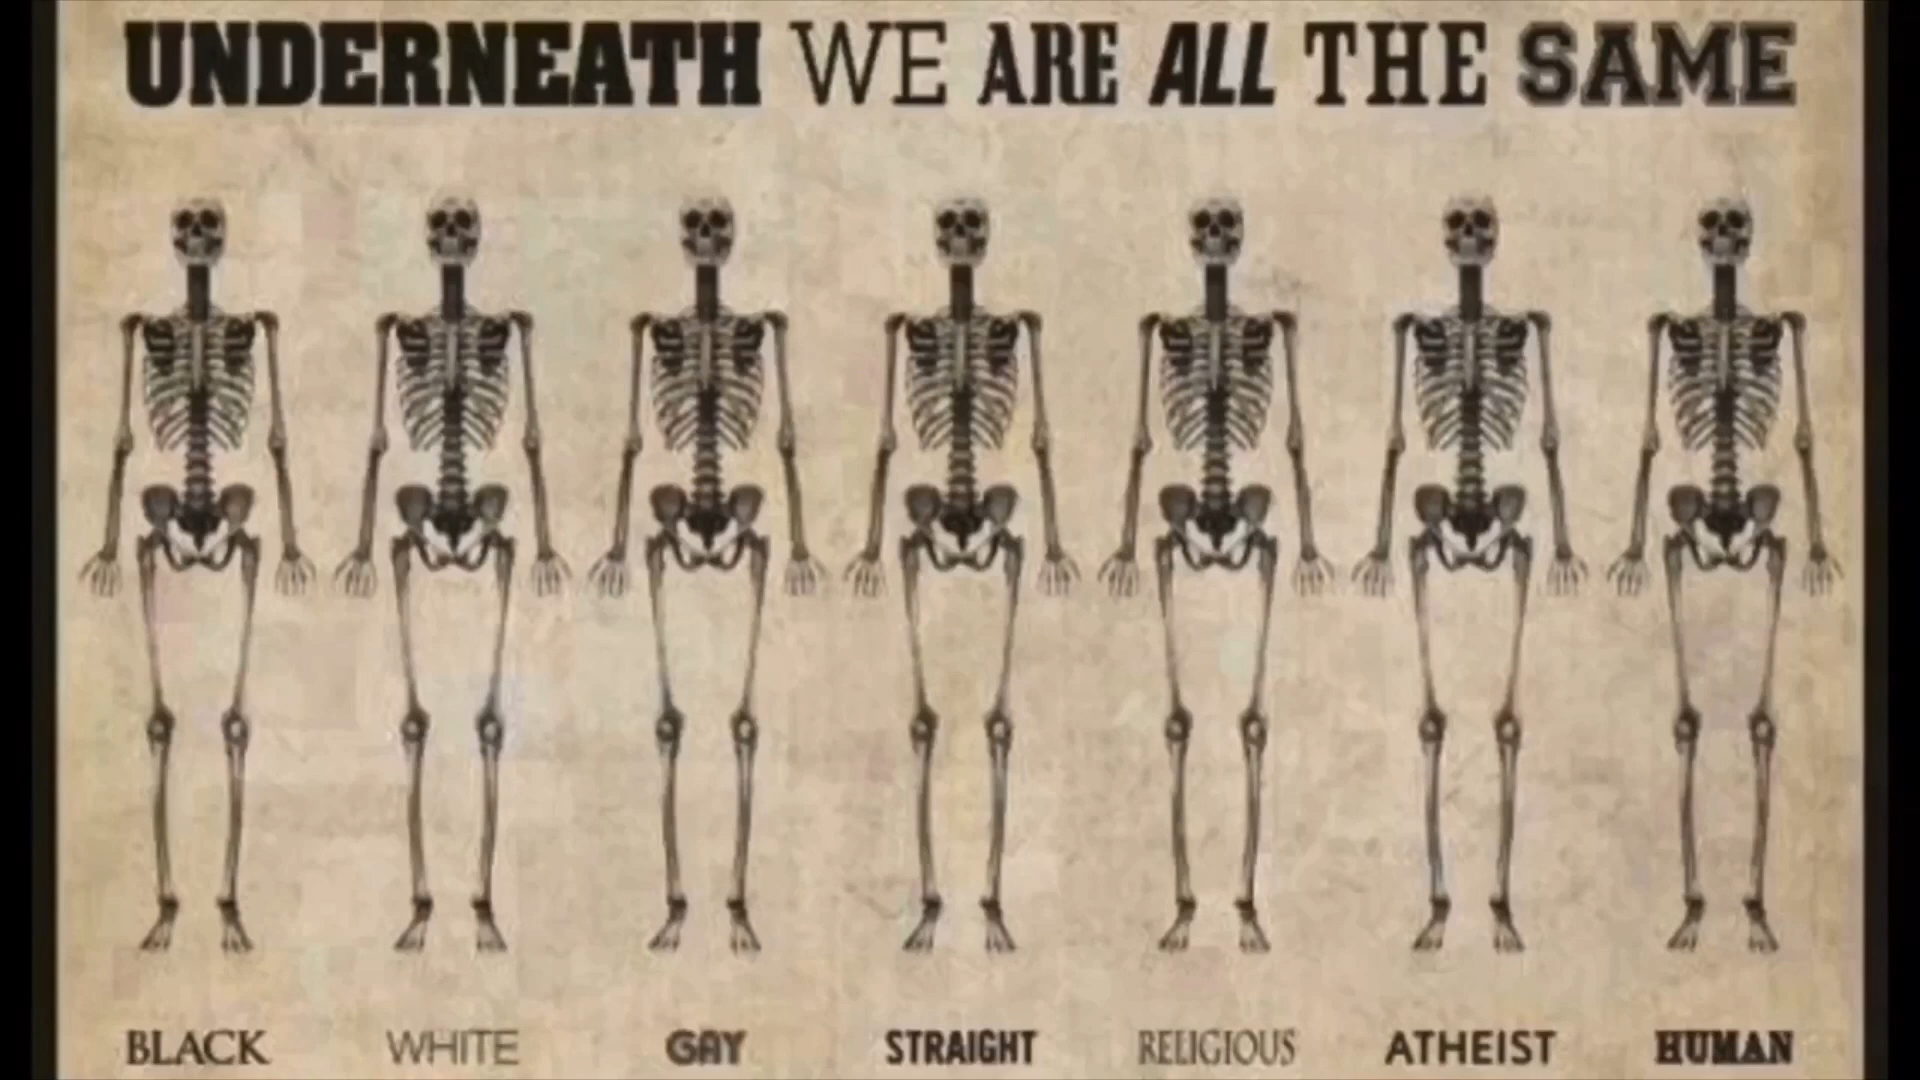 UNDERNEATH WE ARE ALL THE SAME
BLACK WHITE GAY STRAIGHT RELIGIOUS ATHEIST HUMAN